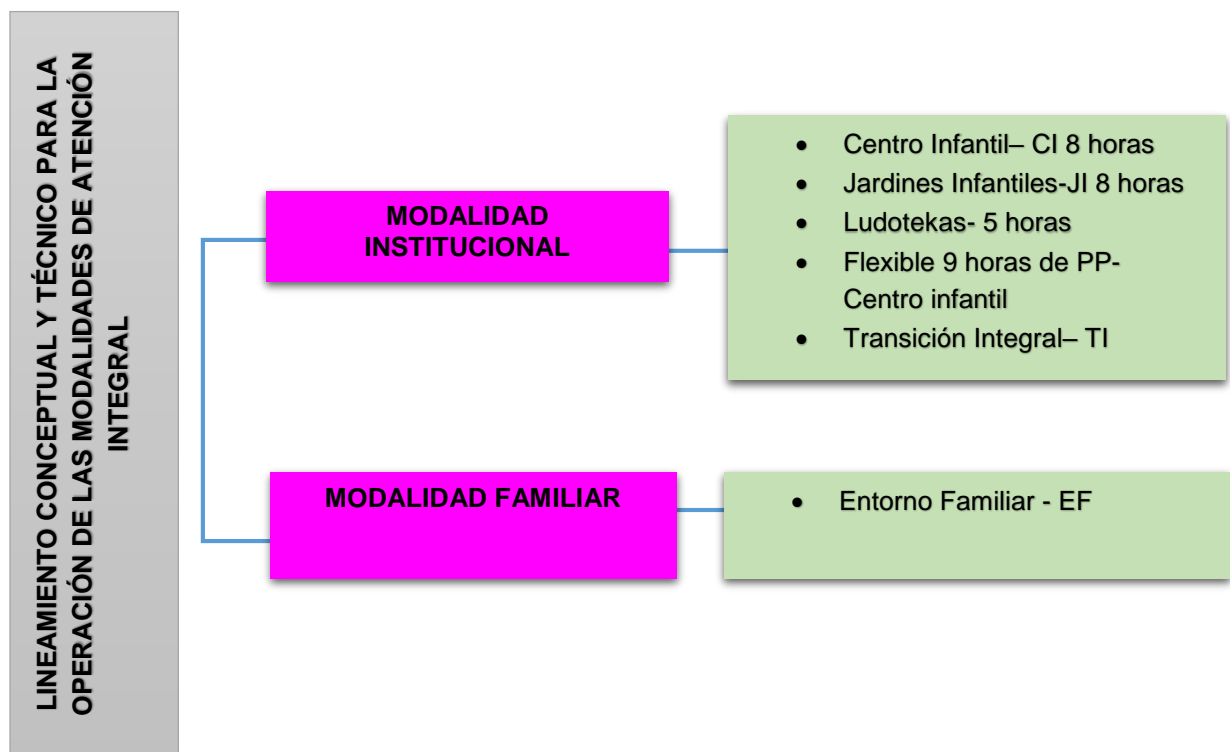 LINEAMIENTO CONCEPTUAL Y TÉCNICO PARA LA
OPERACIÓN DE LAS MODALIDADES DE ATENCIÓN
INTEGRAL
MODALIDAD
INSTITUCIONAL
• Centro Infantil– CI 8 horas
• Jardines Infantiles-JI 8 horas
• Ludotekas- 5 horas
• Flexible 9 horas de PP-
Centro infantil
• Transición Integral– TI
MODALIDAD FAMILIAR
• Entorno Familiar - EF